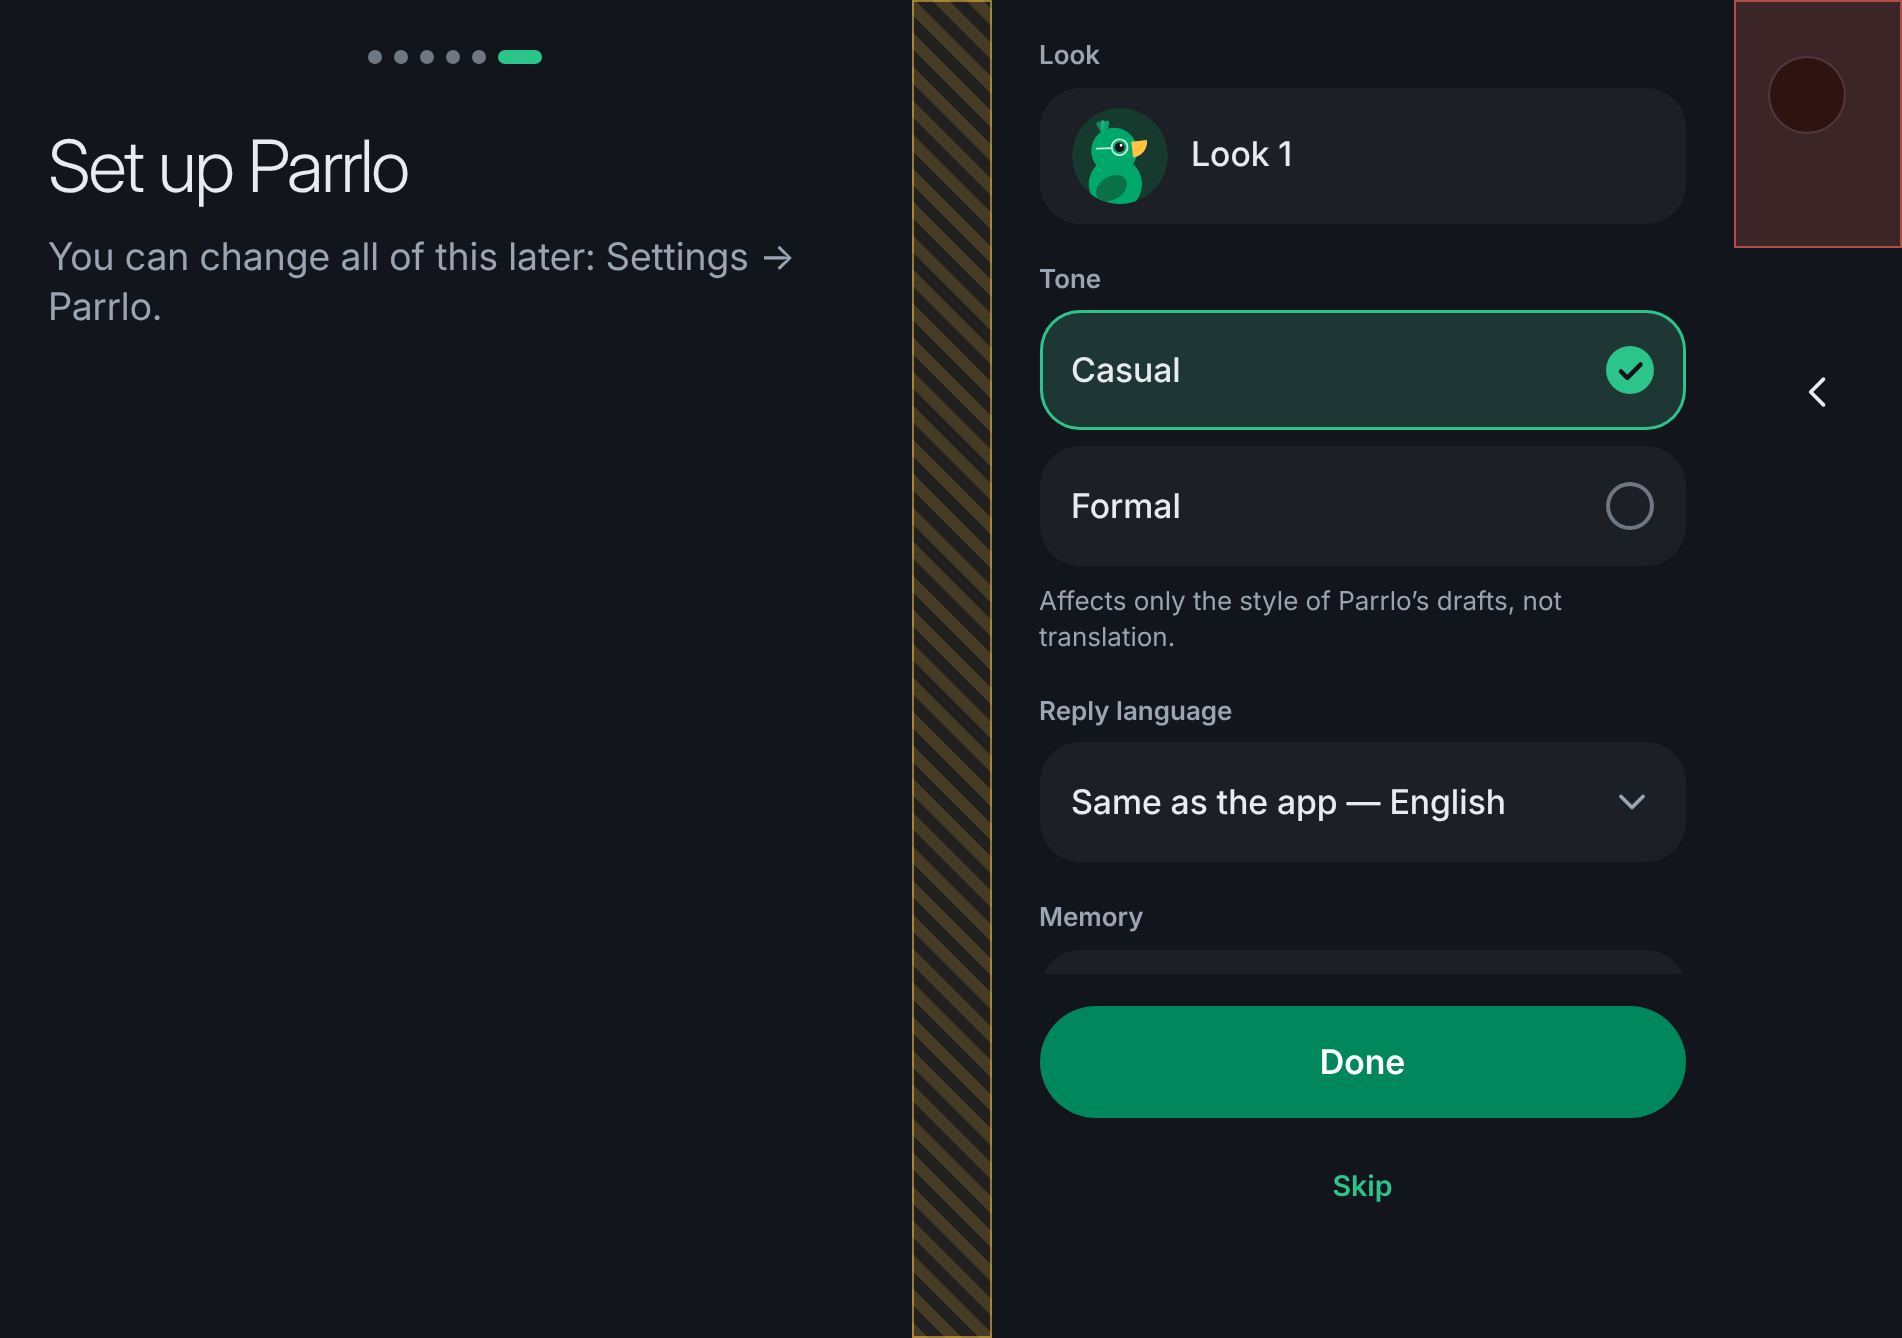 Set up Parrlo
You can change all of this later: Settings →
Parrlo.
Look
Look 1
Tone
Casual
Formal
Affects only the style of Parrlo’s drafts, not
translation.
Reply language
Same as the app — English
Memory
Done
Skip